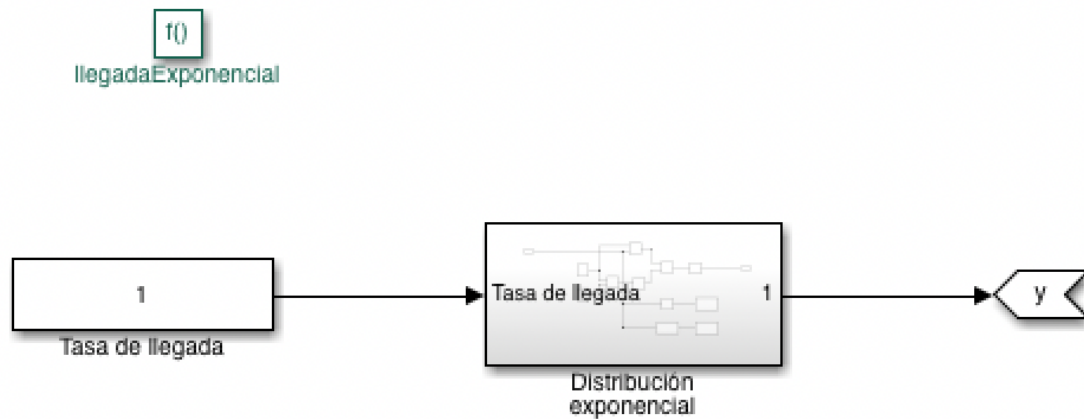 f()
llegadaExponencial
1
Tasa de llegada
Tasa de llegada
1
Distribución
exponencial
y